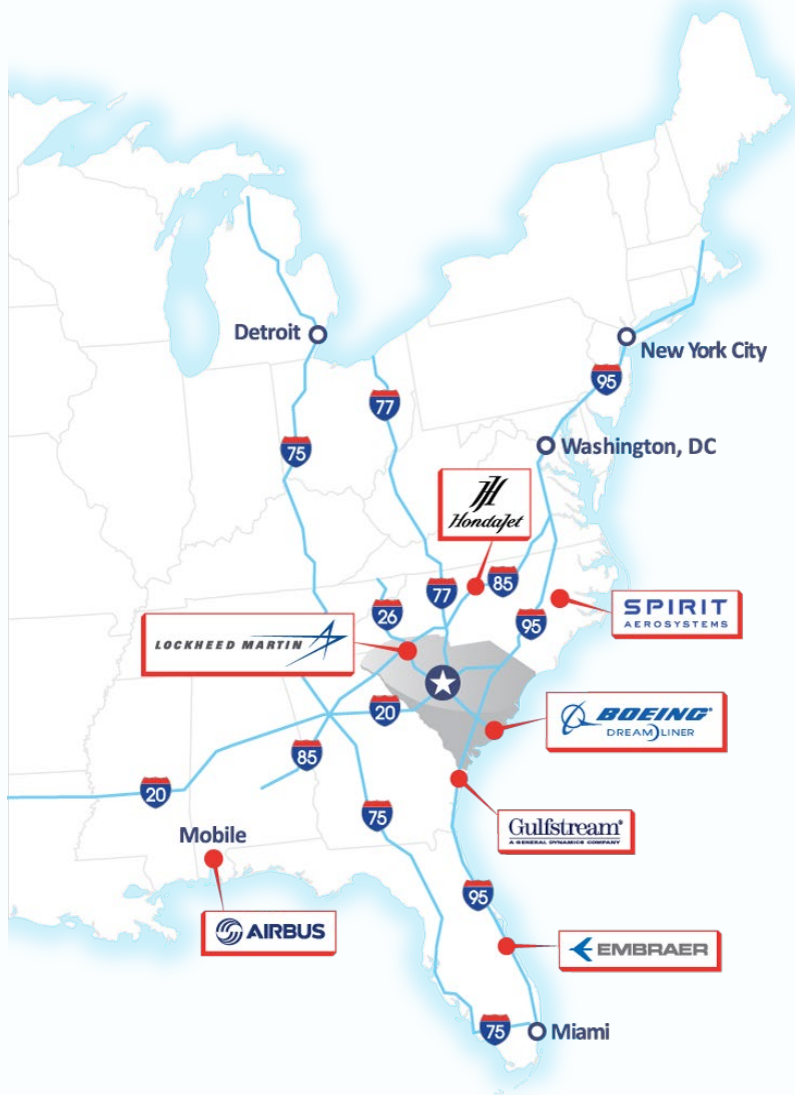 Detroit
New York City
95
77
75
Washington, DC
HondaJet
85
77
26
SPIRIT
AEROSYSTEMS
95
LOCKHEED MARTIN
20
BOEING®
DREAMLINER
85
20
75
Gulfstream®
A GENERAL DYNAMICS COMPANY
Mobile
95
AIRBUS
EMBRAER
75
Miami